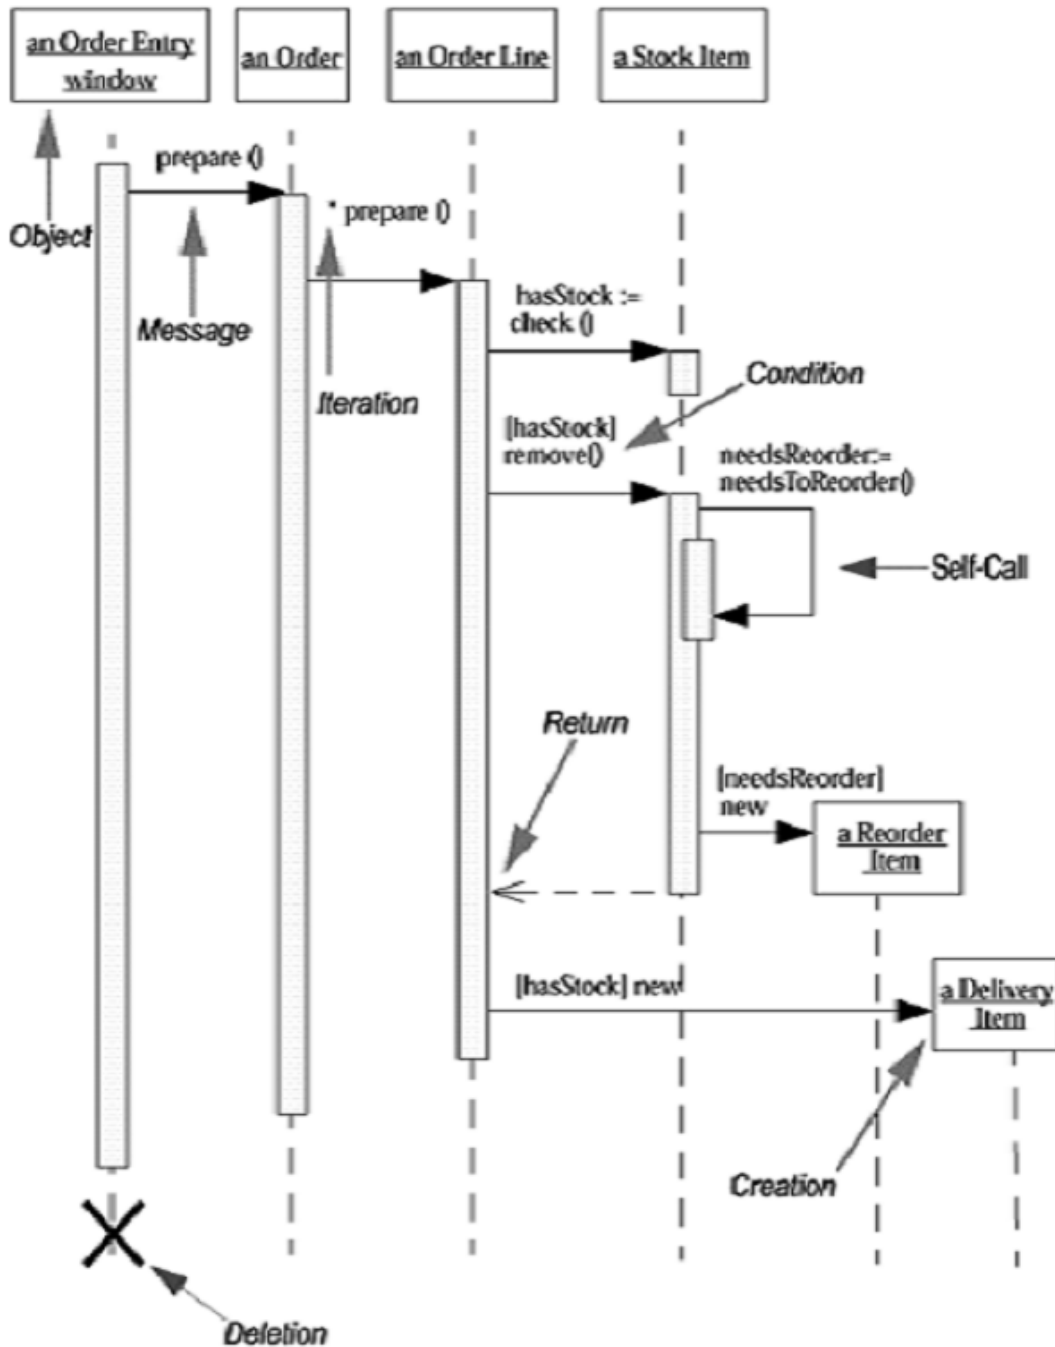 an Order Entry
window
an Order
an Order Line
a Stock Item
prepare ()
* prepare ()
Object
Message
Iteration
hasStock :=
check ()
Condition
[hasStock]
remove()
needsReorder:=
needsToReorder()
Self-Call
Return
[needsReorder]
new
a Reorder
Item
[hasStock] new
a Delivery
Item
Creation
Deletion